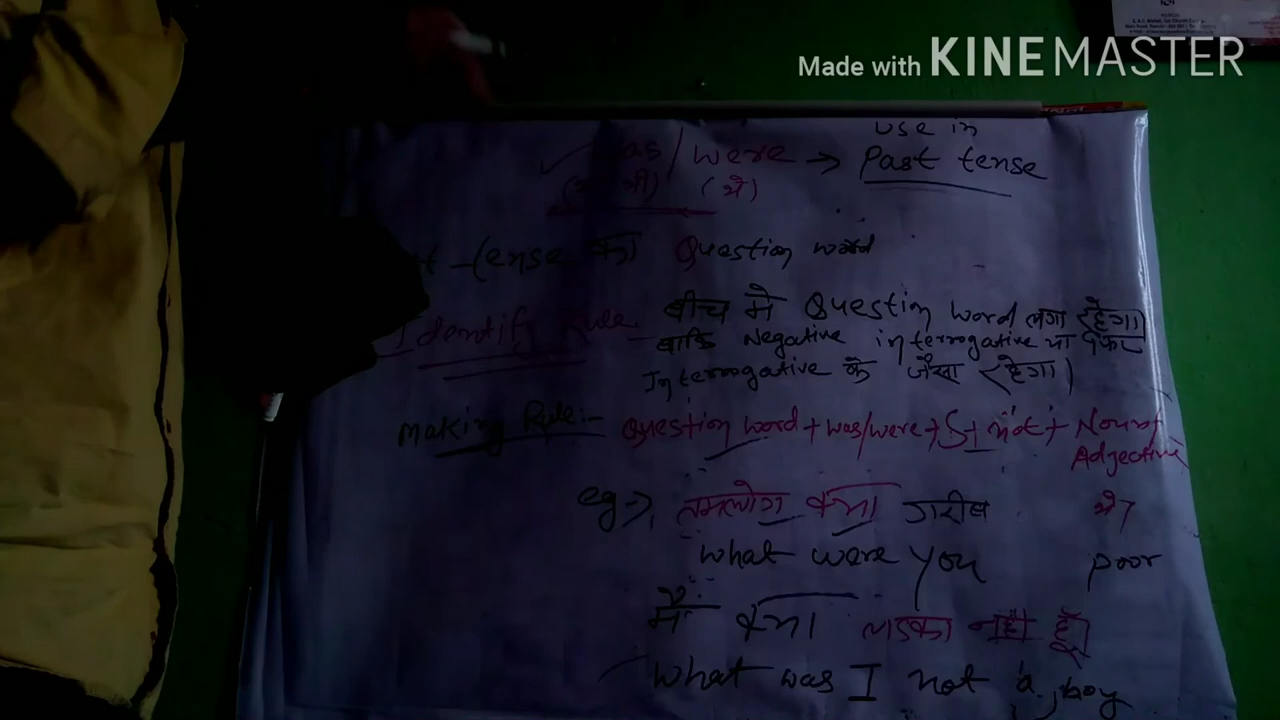 Made with KINEMASTER
use in
was/were → Past tense
(थे)
tense का Question word
Identify Rule बीच मे Question word लगा रहेगा।
बाकि Negative interrogative या
Interrogative के जैसा रहेगा।
Making Rule:- Question word + was/were + S + not + Noun/
Adjective
eg→, तुमलोग क्या गरीब थे?
What were you poor
मैं क्या लड़का नहीं हूँ
What was I not a boy